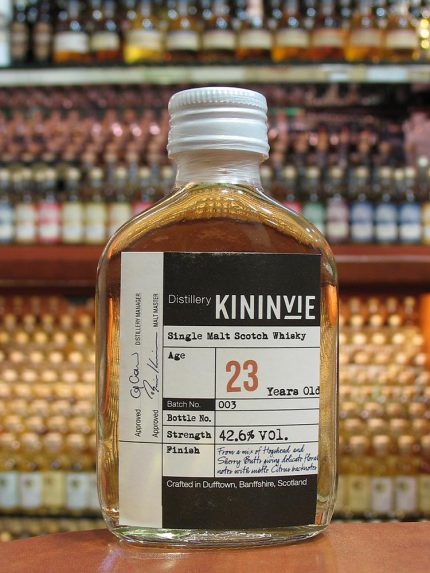 Distillery KININVIE
Single Malt Scotch Whisky
Age
23 Years Old
Batch No. 003
Bottle No.
Strength 42.6% VOL.
Finish From a mix of Hogshead and
Sherry Butts giving delicate floral
notes with subtle Citrus backnotes
Crafted in Dufftown, Banffshire, Scotland
Approved DISTILLERY MANAGER
Approved MALT MASTER